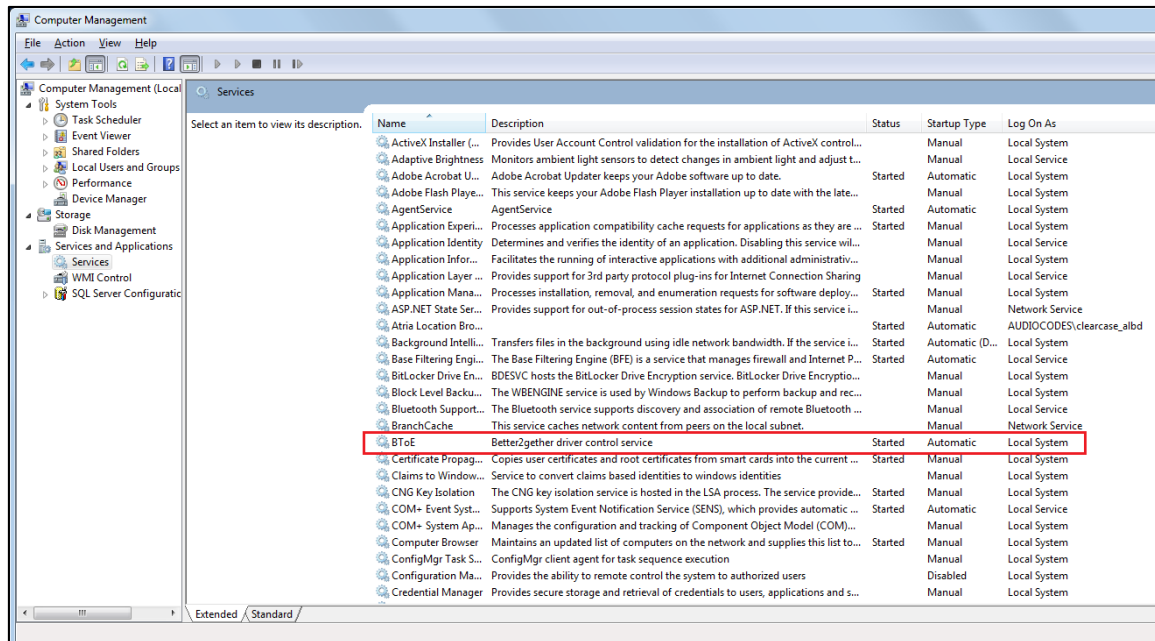 Computer Management
File Action View Help
Computer Management (Local
System Tools
Task Scheduler
Event Viewer
Shared Folders
Local Users and Groups
Performance
Device Manager
Storage
Disk Management
Services and Applications
Services
WMI Control
SQL Server Configuratic
Services
Select an item to view its description.
Name Description Status Startup Type Log On As
ActiveX Installer (... Provides User Account Control validation for the installation of ActiveX control... Manual Local System
Adaptive Brightness Monitors ambient light sensors to detect changes in ambient light and adjust t... Manual Local Service
Adobe Acrobat U... Adobe Acrobat Updater keeps your Adobe software up to date. Started Automatic Local System
Adobe Flash Playe... This service keeps your Adobe Flash Player installation up to date with the late... Manual Local System
AgentService AgentService Started Automatic Local System
Application Experi... Processes application compatibility cache requests for applications as they are ... Started Manual Local System
Application Identity Determines and verifies the identity of an application. Disabling this service wil... Manual Local Service
Application Infor... Facilitates the running of interactive applications with additional administrativ... Manual Local System
Application Layer ... Provides support for 3rd party protocol plug-ins for Internet Connection Sharing Manual Local Service
Application Mana... Processes installation, removal, and enumeration requests for software deploy... Started Manual Local System
ASP.NET State Ser... Provides support for out-of-process session states for ASP.NET. If this service i... Manual Network Service
Atria Location Bro... Started Automatic AUDIOCODES\clearcase_albd
Background Intelli... Transfers files in the background using idle network bandwidth. If the service i... Started Automatic (D... Local System
Base Filtering Engi... The Base Filtering Engine (BFE) is a service that manages firewall and Internet P... Started Automatic Local Service
BitLocker Drive En... BDESVC hosts the BitLocker Drive Encryption service. BitLocker Drive Encryptio... Manual Local System
Block Level Backu... The WBENGINE service is used by Windows Backup to perform backup and rec... Manual Local System
Bluetooth Support... The Bluetooth service supports discovery and association of remote Bluetooth ... Manual Local Service
BranchCache This service caches network content from peers on the local subnet. Manual Network Service
BToE Better2gether driver control service Started Automatic Local System
Certificate Propag... Copies user certificates and root certificates from smart cards into the current ... Started Manual Local System
Claims to Window... Service to convert claims based identities to windows identities Manual Local System
CNG Key Isolation The CNG key isolation service is hosted in the LSA process. The service provide... Started Manual Local System
COM+ Event Syst... Supports System Event Notification Service (SENS), which provides automatic ... Started Automatic Local Service
COM+ System Ap... Manages the configuration and tracking of Component Object Model (COM)... Manual Local System
Computer Browser Maintains an updated list of computers on the network and supplies this list to... Started Manual Local System
ConfigMgr Task S... ConfigMgr client agent for task sequence execution Manual Local System
Configuration Ma... Provides the ability to remote control the system to authorized users Disabled Local System
Credential Manager Provides secure storage and retrieval of credentials to users, applications and s... Manual Local System
Extended Standard